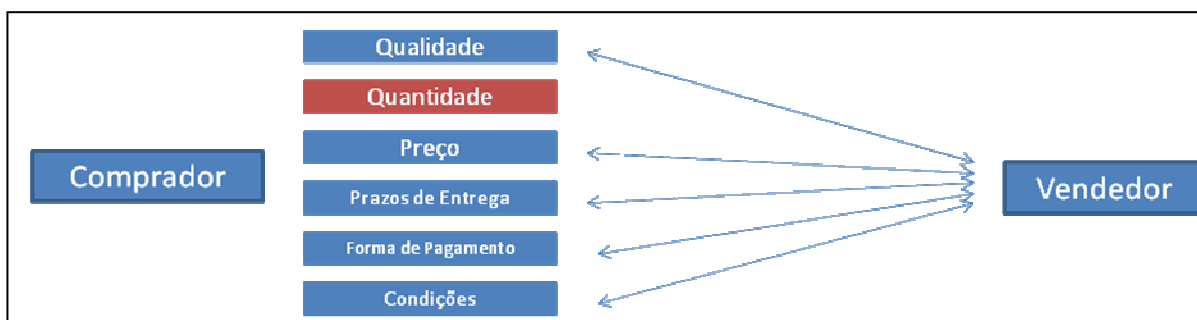 Qualidade
Quantidade
Preço
Comprador
Prazos de Entrega
Vendedor
Forma de Pagamento
Condições